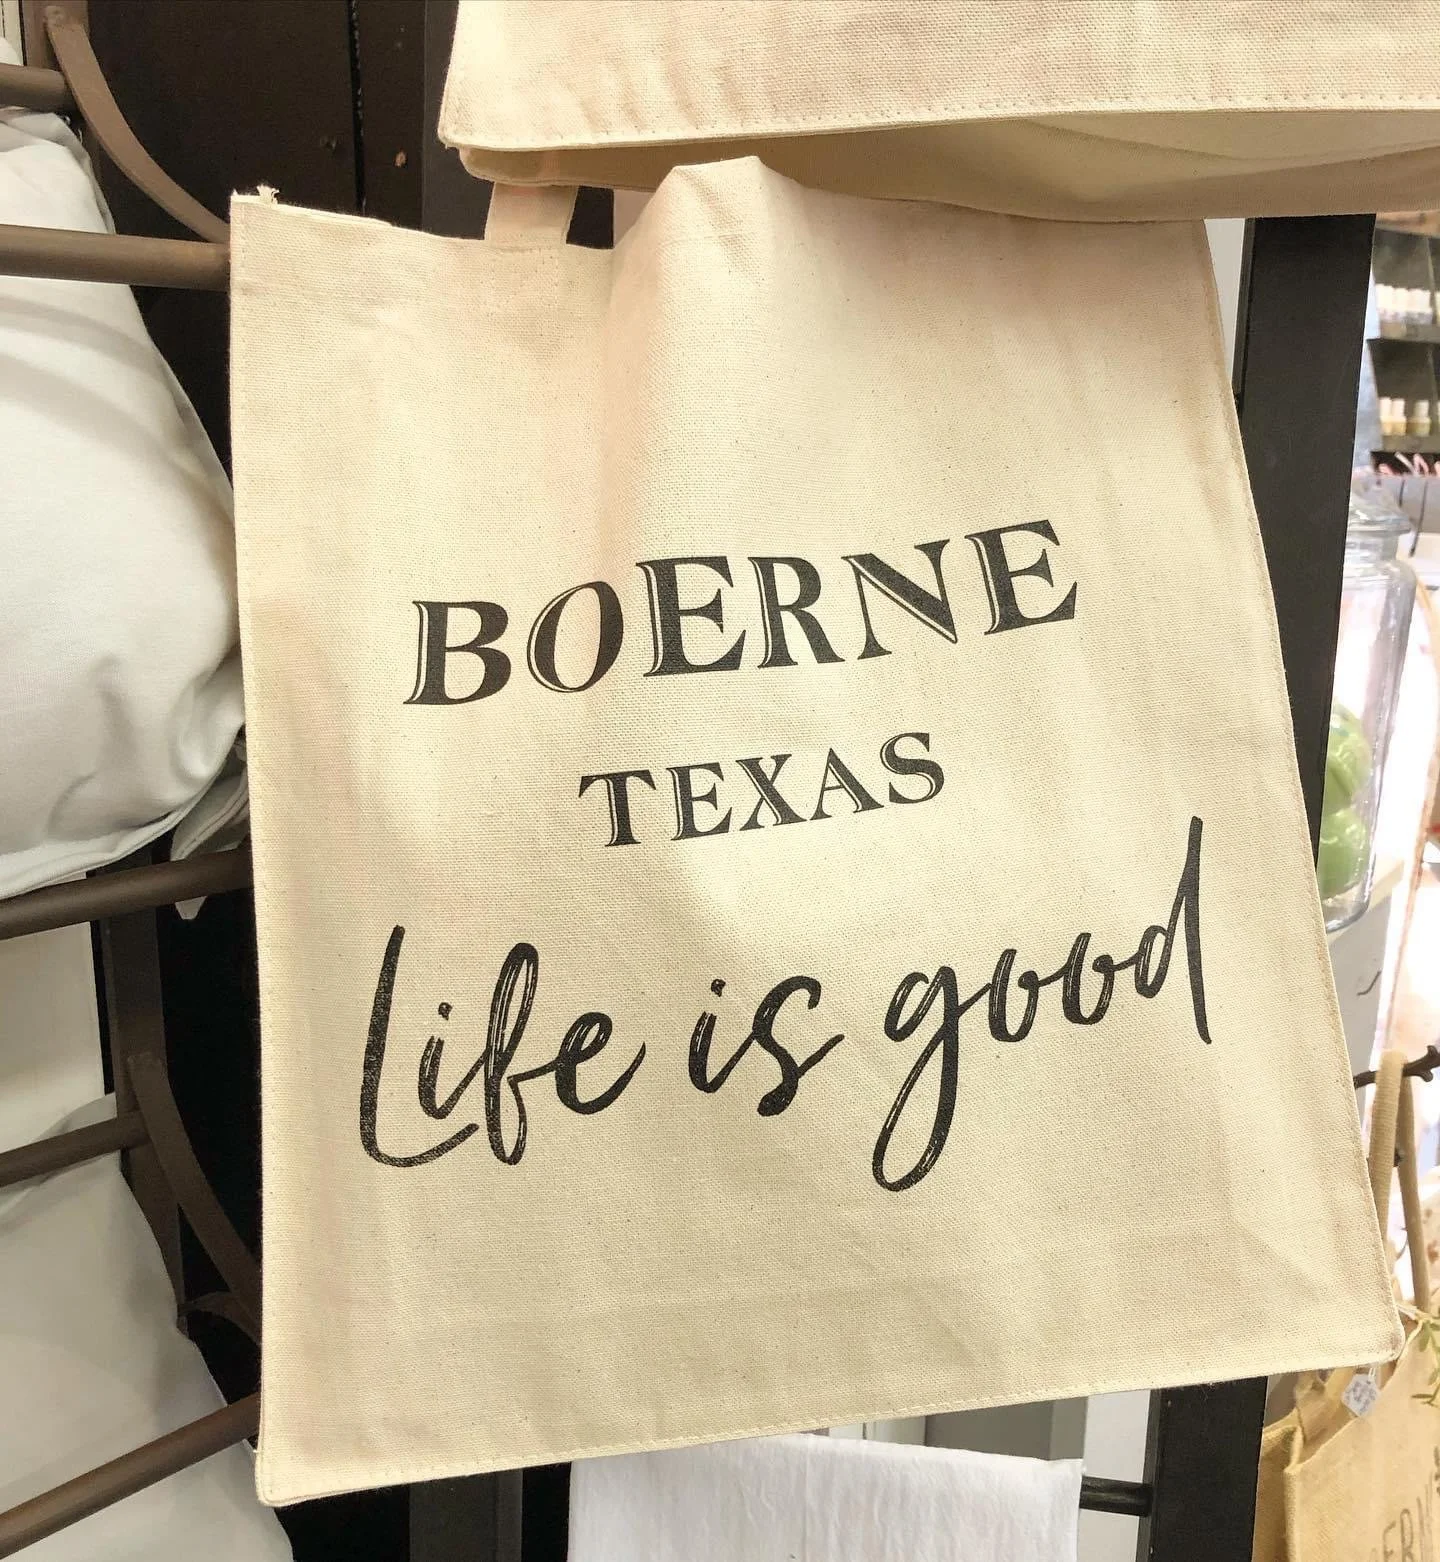 BOERNE
TEXAS
Life is good